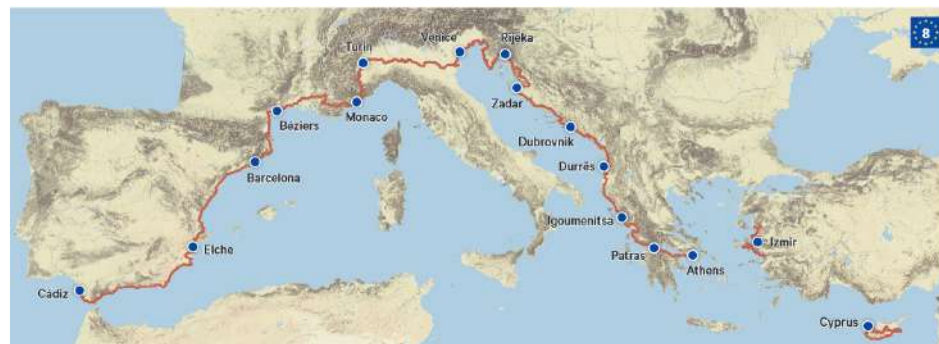 8
Venice
Rijeka
Turin
Zadar
Monaco
Béziers
Dubrovnik
Durrës
Barcelona
Igoumenitsa
Elche
Izmir
Patras
Athens
Cádiz
Cyprus